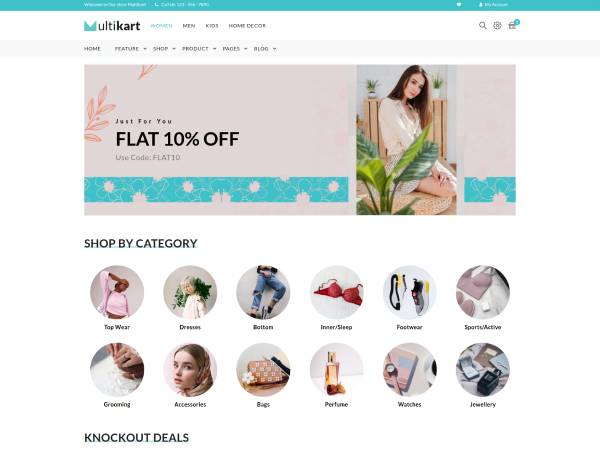 Welcome to Our store Multikart   Call Us: 123 - 456 - 7890   My Account
Multikart   WOMEN   MEN   KIDS   HOME DECOR
HOME   FEATURE   SHOP   PRODUCT   PAGES   BLOG
Just For You
FLAT 10% OFF
Use Code: FLAT10
SHOP BY CATEGORY
Top Wear   Dresses   Bottom   Inner/Sleep   Footwear   Sports/Active
Grooming   Accessories   Bags   Perfume   Watches   Jewellery
KNOCKOUT DEALS